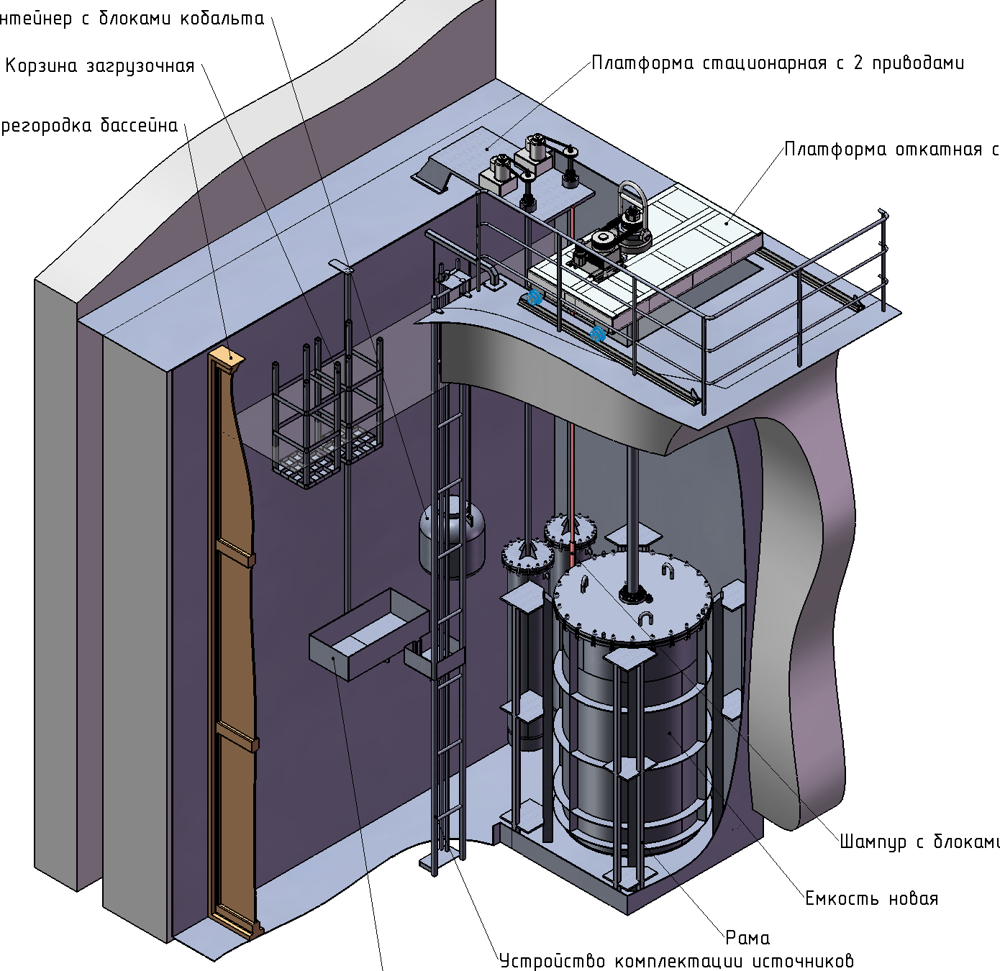 нтейнер с блоками кобальта
Корзина загрузочная
Платформа стационарная с 2 приводами
регородка бассейна
Платформа откатная с
Шампур с блоками
Емкость новая
Рама
Устройство комплектации источников